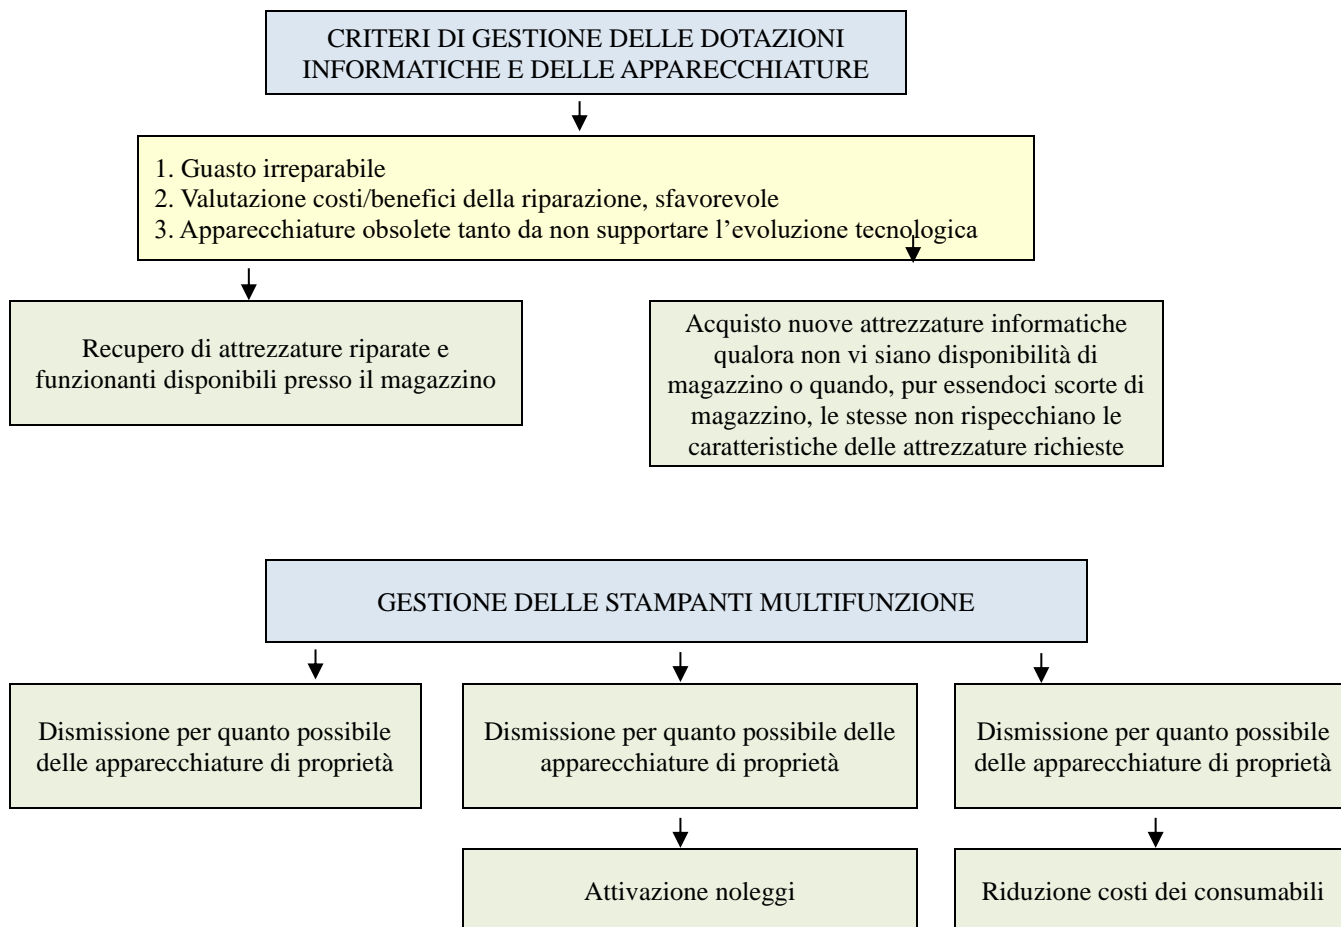 CRITERI DI GESTIONE DELLE DOTAZIONI
INFORMATICHE E DELLE APPARECCHIATURE
1. Guasto irreparabile
2. Valutazione costi/benefici della riparazione, sfavorevole
3. Apparecchiature obsolete tanto da non supportare l’evoluzione tecnologica
Recupero di attrezzature riparate e
funzionanti disponibili presso il magazzino
Acquisto nuove attrezzature informatiche
qualora non vi siano disponibilità di
magazzino o quando, pur essendoci scorte di
magazzino, le stesse non rispecchiano le
caratteristiche delle attrezzature richieste
GESTIONE DELLE STAMPANTI MULTIFUNZIONE
Dismissione per quanto possibile
delle apparecchiature di proprietà
Dismissione per quanto possibile delle
apparecchiature di proprietà
Dismissione per quanto possibile
delle apparecchiature di proprietà
Attivazione noleggi
Riduzione costi dei consumabili